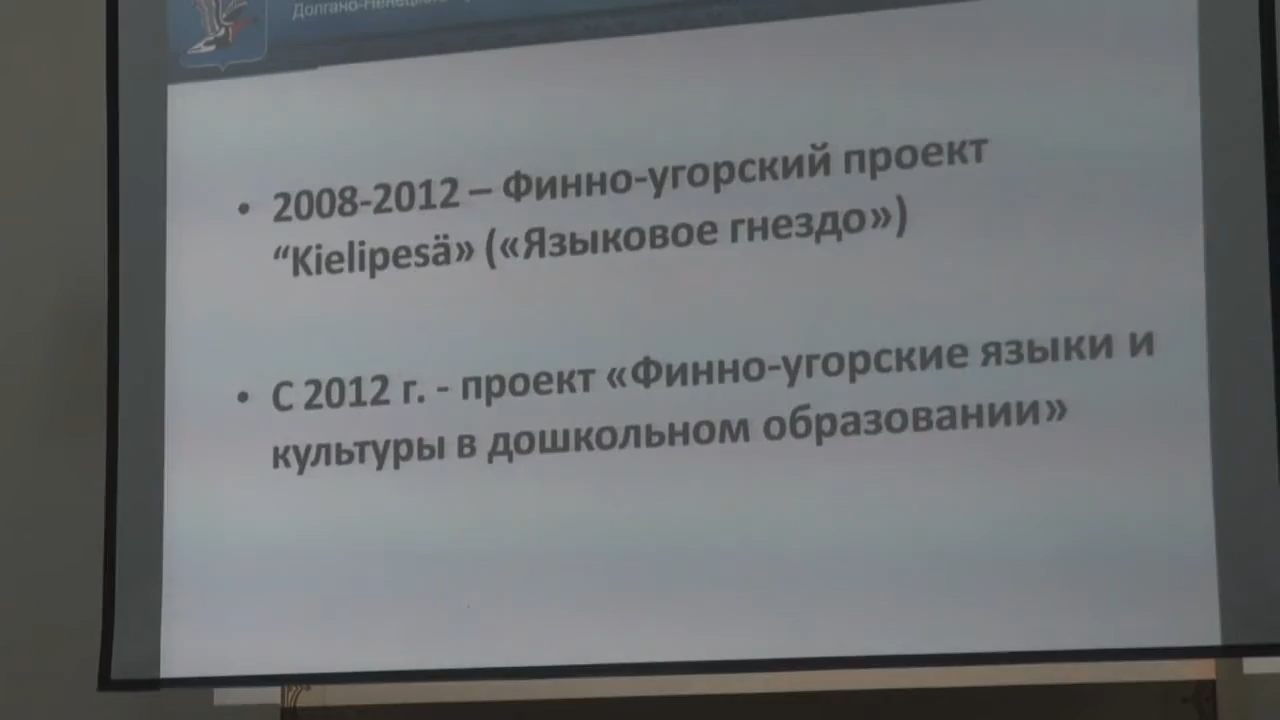 • 2008-2012 – Финно-угорский проект
“Kielipesä» («Языковое гнездо»)
• С 2012 г. - проект «Финно-угорские языки и
культуры в дошкольном образовании»